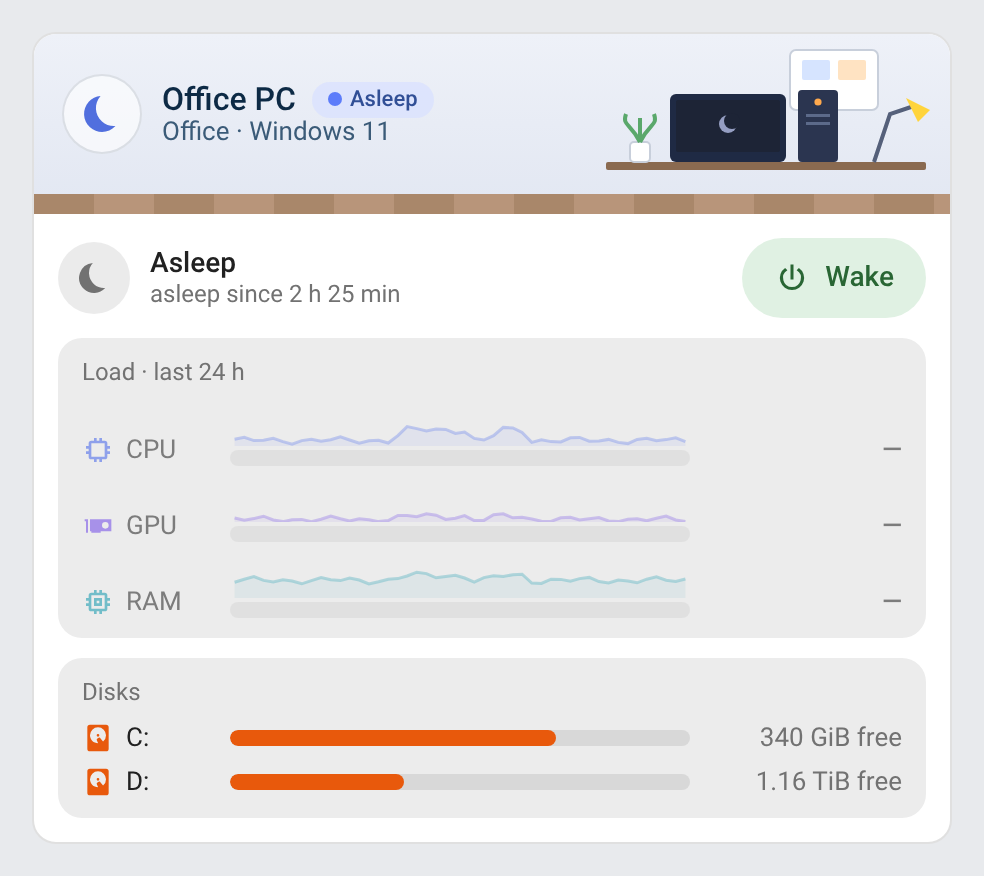 Office PC
Asleep
Office · Windows 11
Asleep
asleep since 2 h 25 min
Wake
Load · last 24 h
CPU –
GPU –
RAM –
Disks
C: 340 GiB free
D: 1.16 TiB free